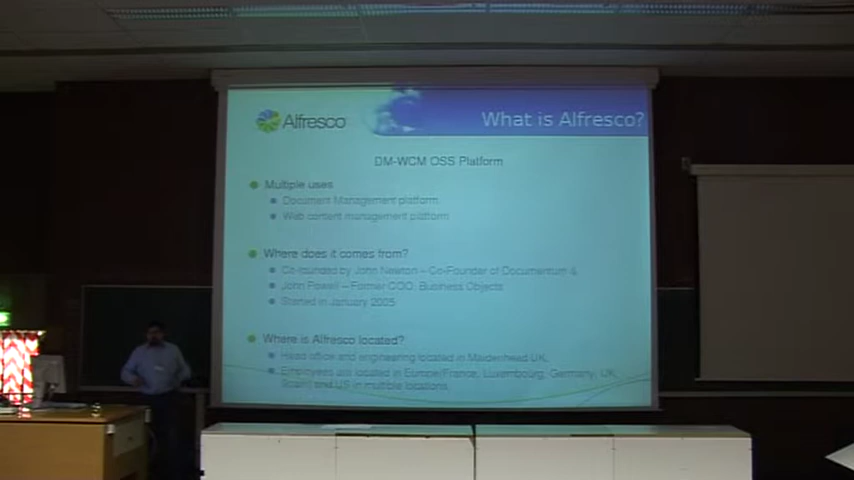 Alfresco
What is Alfresco?
DM-WCM OSS Platform
Multiple uses
Document Management platform
Web content management platform
Where does it comes from?
Co-founded by John Newton – Co-Founder of Documentum &
John Powell – Former COO, Business Objects
Started in January 2005
Where is Alfresco located?
Head office and engineering located in Maidenhead UK.
Employees are located in Europe/France, Luxembourg, Germany, UK,
Spain) and US in multiple locations